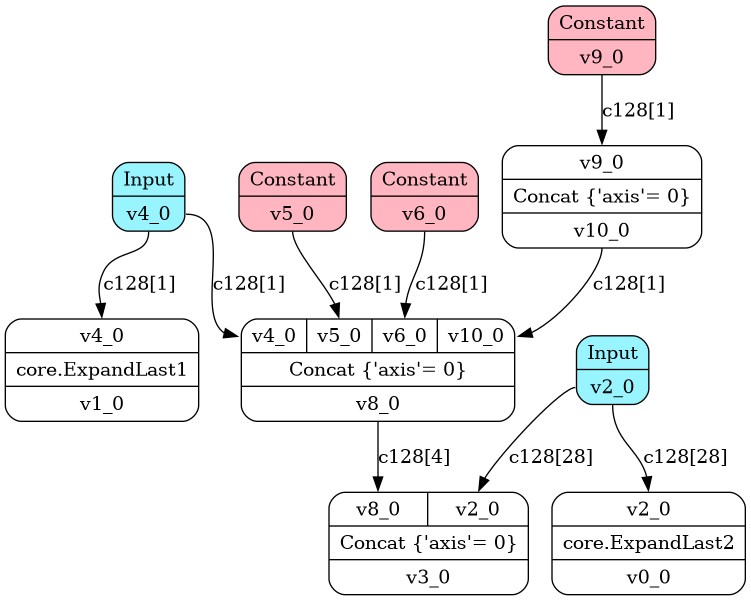 Constant
v9_0
c128[1]
Input
v4_0
Constant
v5_0
Constant
v6_0
v9_0
Concat {'axis'= 0}
v10_0
c128[1]
c128[1]
c128[1]
c128[1]
c128[1]
v4_0
core.ExpandLast1
v1_0
v4_0 v5_0 v6_0 v10_0
Concat {'axis'= 0}
v8_0
Input
v2_0
c128[4]
c128[28]
c128[28]
v8_0 v2_0
Concat {'axis'= 0}
v3_0
v2_0
core.ExpandLast2
v0_0